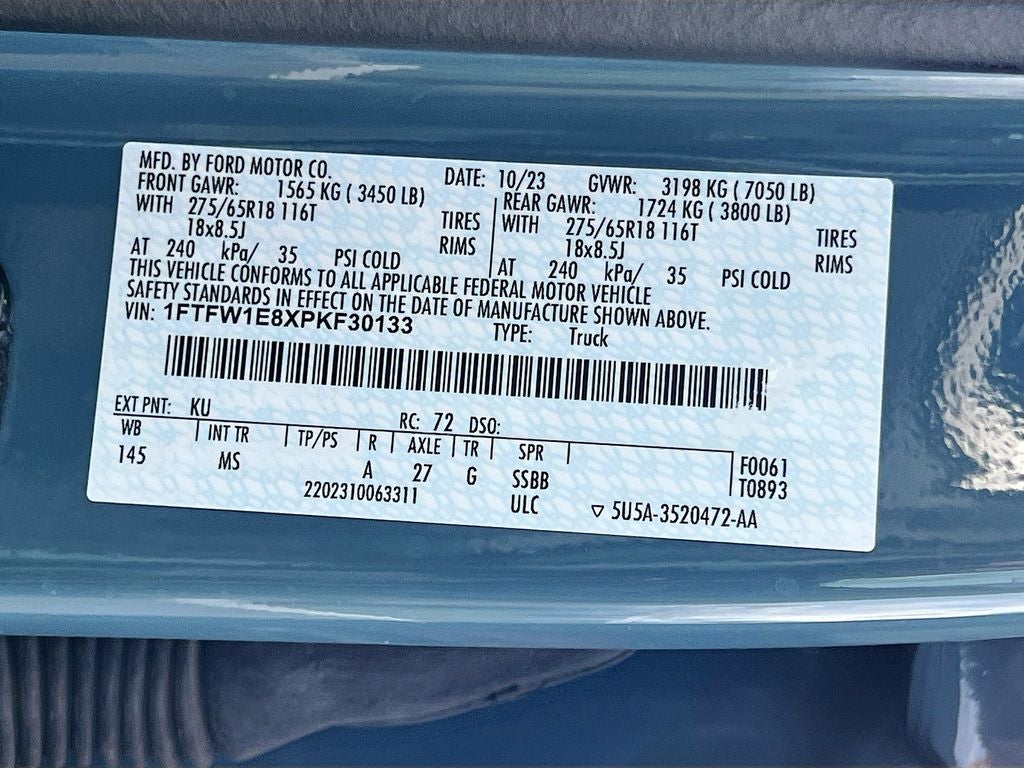 MFD. BY FORD MOTOR CO. DATE: 10/23 GVWR: 3198 KG ( 7050 LB)
FRONT GAWR: 1565 KG ( 3450 LB) REAR GAWR: 1724 KG ( 3800 LB)
WITH 275/65R18 116T TIRES WITH 275/65R18 116T TIRES
18x8.5J RIMS 18x8.5J RIMS
AT 240 kPa/ 35 PSI COLD AT 240 kPa/ 35 PSI COLD
THIS VEHICLE CONFORMS TO ALL APPLICABLE FEDERAL MOTOR VEHICLE
SAFETY STANDARDS IN EFFECT ON THE DATE OF MANUFACTURE SHOWN ABOVE.
VIN: 1FTFW1E8XPKF30133 TYPE: Truck
EXT PNT: KU RC: 72 DSO:
WB INT TR TP/PS R AXLE TR SPR F0061
145 MS A 27 G SSBB T0893
2202310063311 ULC ▽ 5U5A-3520472-AA